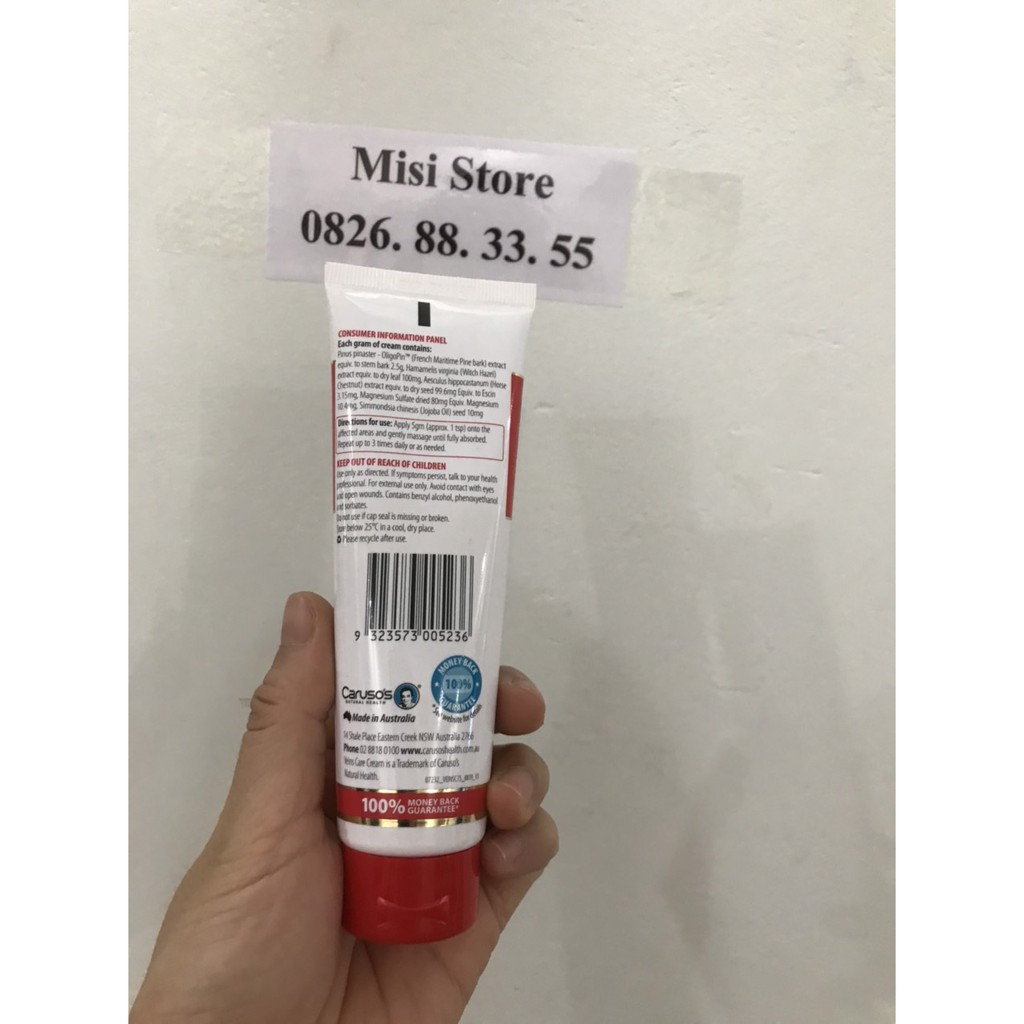 Misi Store
0826. 88. 33. 55
CONSUMER INFORMATION PANEL
Each gram of cream contains:
Pinus pinaster - OligoPin™ (French Maritime Pine bark) extract
equiv. to stem bark 2.5g, Hamamelis virginia (Witch Hazel)
extract equiv. to dry leaf 100mg, Aesculus hippocastanum (Horse
Chestnut) extract equiv. to dry seed 99.6mg Equiv. to Escin
3.15mg, Magnesium Sulfate dried 80mg Equiv. Magnesium
10.4mg, Simmondsia chinesis (Jojoba Oil) seed 10mg
Directions for use: Apply 5gm (approx. 1 tsp) onto the
affected areas and gently massage until fully absorbed.
Repeat up to 3 times daily or as needed.
KEEP OUT OF REACH OF CHILDREN
Use only as directed. If symptoms persist, talk to your health
professional. For external use only. Avoid contact with eyes
and open wounds. Contains benzyl alcohol, phenoxyethanol
and sorbates.
Do not use if cap seal is missing or broken.
Store below 25°C in a cool, dry place.
Please recycle after use.
9 323573 005236
MONEY BACK
100%
GUARANTEE
*See website for details
Caruso's®
NATURAL HEALTH
Made in Australia
14 Shale Place Eastern Creek NSW Australia 2766
Phone 02 8818 0100 www.carusoshealth.com.au
Veins Care Cream is a Trademark of Caruso's
Natural Health.
100% MONEY BACK
GUARANTEE*